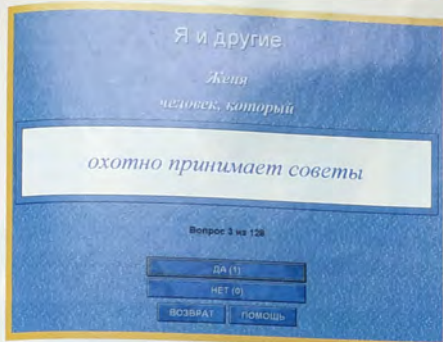 Я и другие
Женя
человек, который
охотно принимает советы
Вопрос 3 из 128
ДА (1)
НЕТ (0)
ВОЗВРАТ ПОМОЩЬ